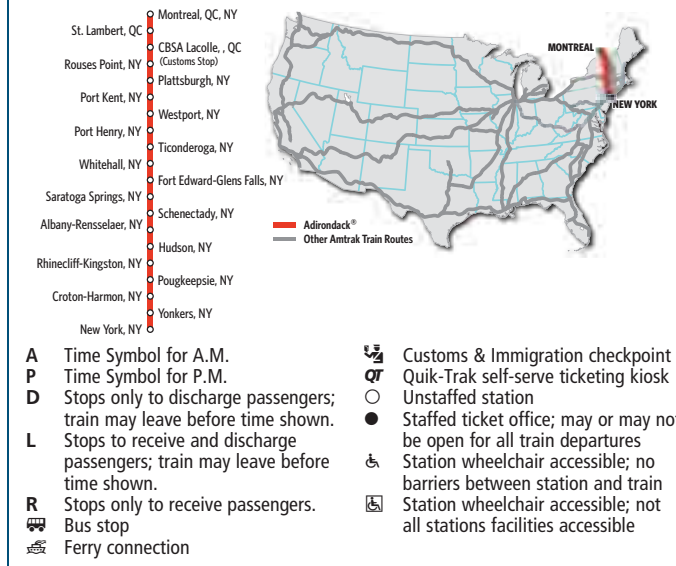 Montreal, QC, NY
St. Lambert, QC
CBSA Lacolle, , QC
(Customs Stop)
Rouses Point, NY
Plattsburgh, NY
Port Kent, NY
Westport, NY
Port Henry, NY
Ticonderoga, NY
Whitehall, NY
Fort Edward-Glens Falls, NY
Saratoga Springs, NY
Schenectady, NY
Albany-Rensselaer, NY
Hudson, NY
Rhinecliff-Kingston, NY
Pougkeepsie, NY
Croton-Harmon, NY
Yonkers, NY
New York, NY
MONTREAL
NEW YORK
Adirondack®
Other Amtrak Train Routes
A Time Symbol for A.M.
P Time Symbol for P.M.
D Stops only to discharge passengers;
train may leave before time shown.
L Stops to receive and discharge
passengers; train may leave before
time shown.
R Stops only to receive passengers.
Bus stop
Ferry connection
Customs & Immigration checkpoint
QT Quik-Trak self-serve ticketing kiosk
Unstaffed station
Staffed ticket office; may or may not
be open for all train departures
Station wheelchair accessible; no
barriers between station and train
Station wheelchair accessible; not
all stations facilities accessible